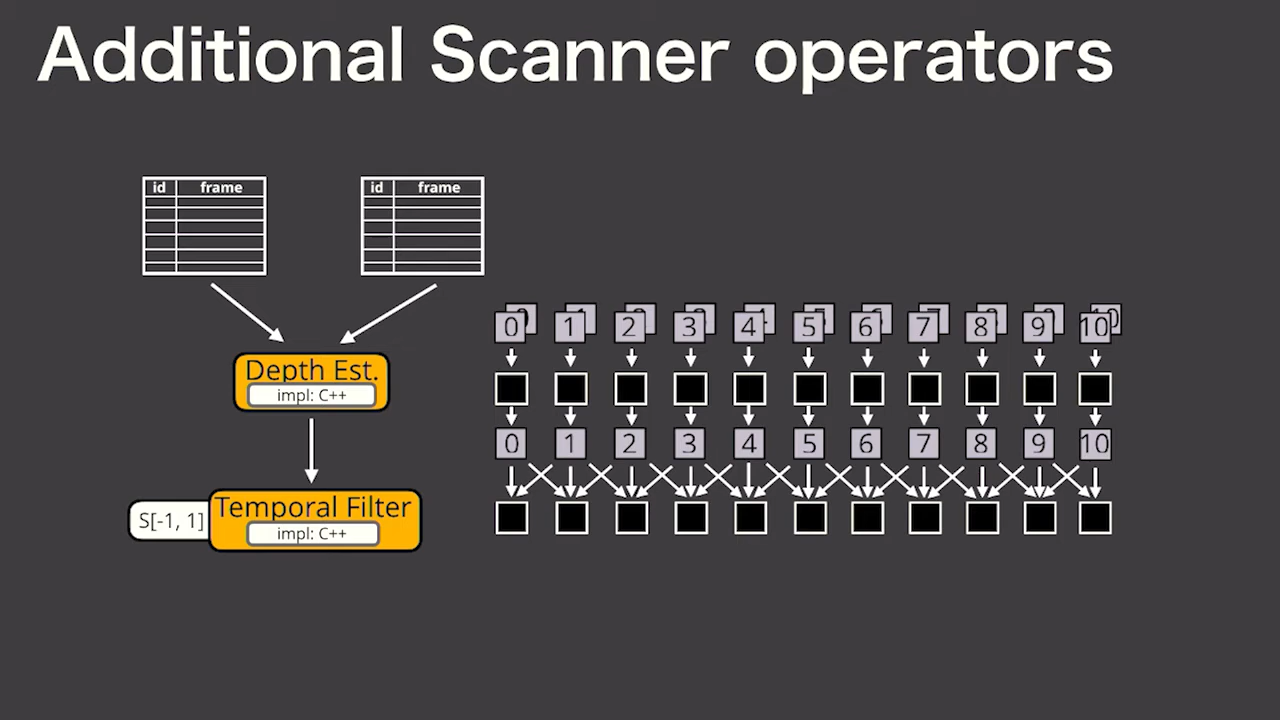 Additional Scanner operators
id frame
id frame
0 1 2 3 4 5 6 7 8 9 10
Depth Est.
impl: C++
0 1 2 3 4 5 6 7 8 9 10
S[-1, 1]
Temporal Filter
impl: C++